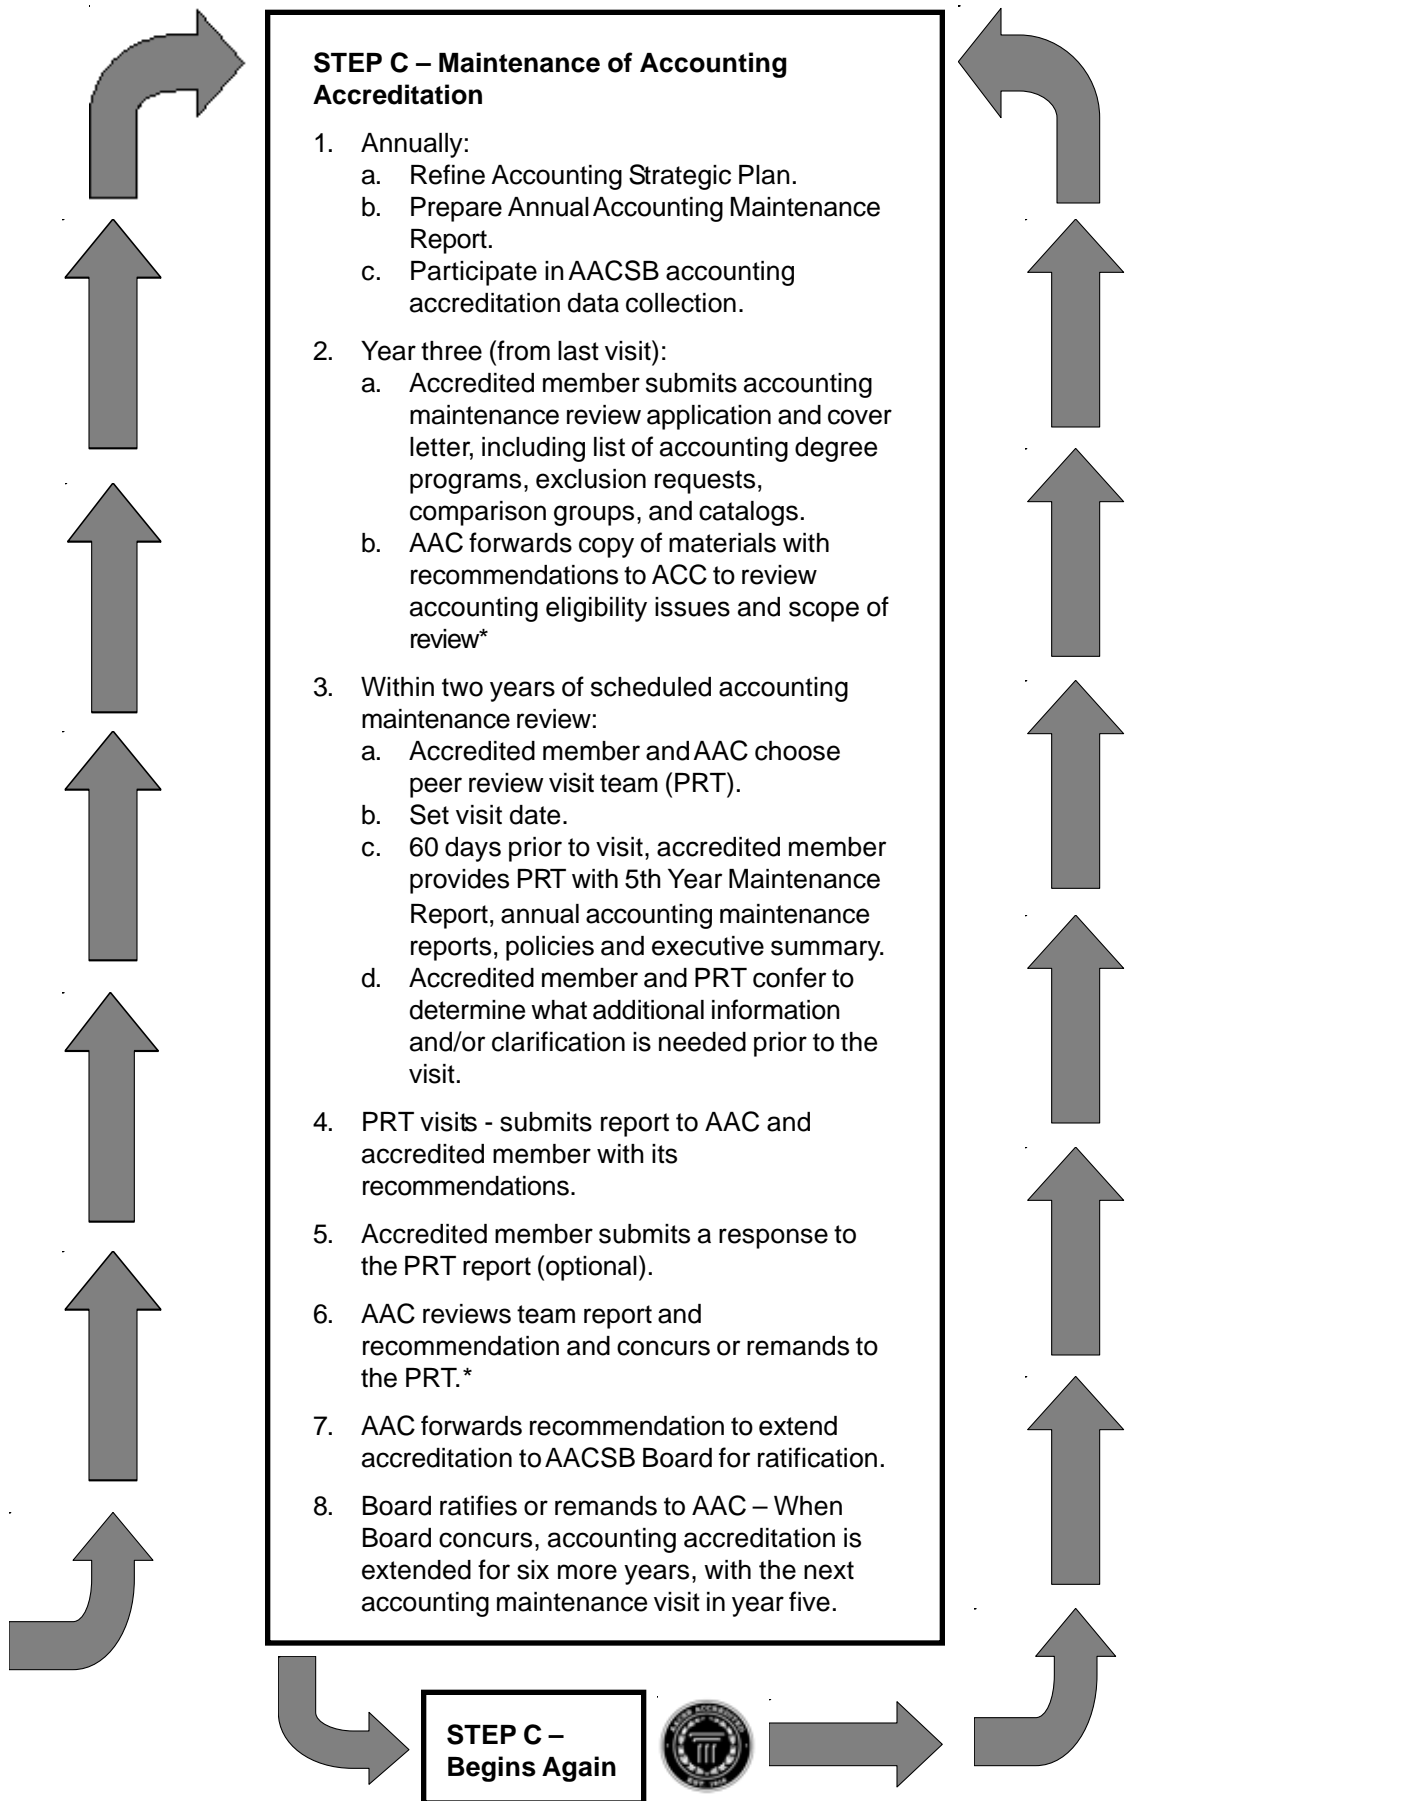 STEP C – Maintenance of Accounting
Accreditation
1. Annually:
a. Refine Accounting Strategic Plan.
b. Prepare Annual Accounting Maintenance
Report.
c. Participate in AACSB accounting
accreditation data collection.
2. Year three (from last visit):
a. Accredited member submits accounting
maintenance review application and cover
letter, including list of accounting degree
programs, exclusion requests,
comparison groups, and catalogs.
b. AAC forwards copy of materials with
recommendations to ACC to review
accounting eligibility issues and scope of
review*
3. Within two years of scheduled accounting
maintenance review:
a. Accredited member and AAC choose
peer review visit team (PRT).
b. Set visit date.
c. 60 days prior to visit, accredited member
provides PRT with 5th Year Maintenance
Report, annual accounting maintenance
reports, policies and executive summary.
d. Accredited member and PRT confer to
determine what additional information
and/or clarification is needed prior to the
visit.
4. PRT visits - submits report to AAC and
accredited member with its
recommendations.
5. Accredited member submits a response to
the PRT report (optional).
6. AAC reviews team report and
recommendation and concurs or remands to
the PRT.*
7. AAC forwards recommendation to extend
accreditation to AACSB Board for ratification.
8. Board ratifies or remands to AAC – When
Board concurs, accounting accreditation is
extended for six more years, with the next
accounting maintenance visit in year five.
STEP C –
Begins Again
AACSB ACCREDITED